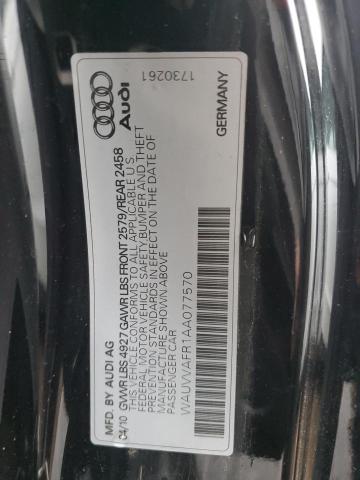 MFD. BY AUDI AG
04/10 GVWR LBS 4927 GAWR LBS FRONT 2579/REAR 2458
THIS VEHICLE CONFORMS TO ALL APPLICABLE U.S.
FEDERAL MOTOR VEHICLE SAFETY, BUMPER AND THEFT
PREVENTION STANDARDS IN EFFECT ON THE DATE OF
MANUFACTURE SHOWN ABOVE
PASSENGER CAR
WAUVVAFR1AA077570
GERMANY
Audi
1730261